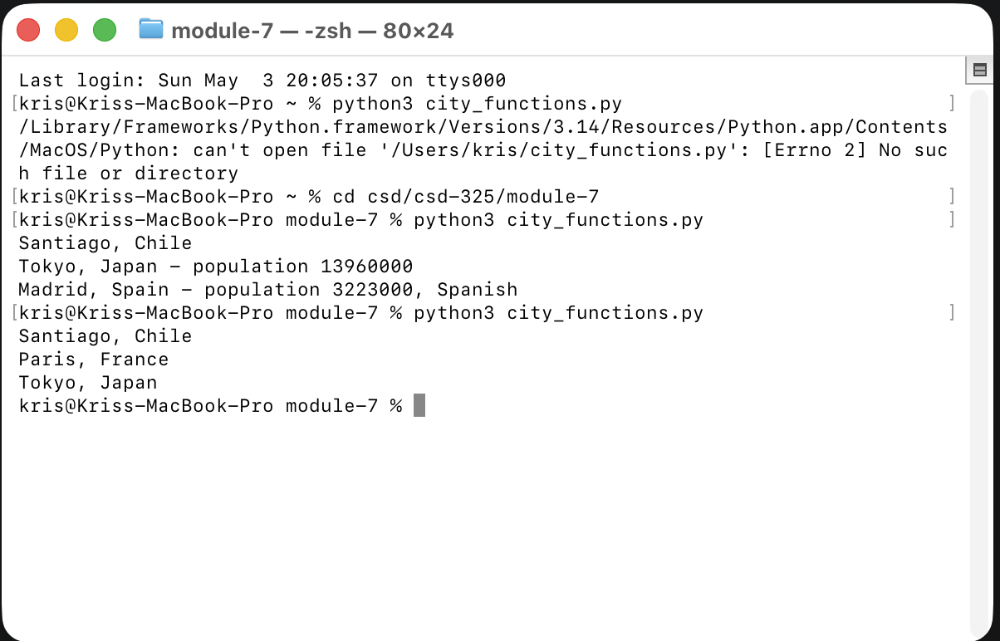 module-7 — -zsh — 80×24
Last login: Sun May  3 20:05:37 on ttys000
[kris@Kriss-MacBook-Pro ~ % python3 city_functions.py ]
/Library/Frameworks/Python.framework/Versions/3.14/Resources/Python.app/Contents
/MacOS/Python: can't open file '/Users/kris/city_functions.py': [Errno 2] No suc
h file or directory
[kris@Kriss-MacBook-Pro ~ % cd csd/csd-325/module-7 ]
[kris@Kriss-MacBook-Pro module-7 % python3 city_functions.py ]
Santiago, Chile
Tokyo, Japan - population 13960000
Madrid, Spain - population 3223000, Spanish
[kris@Kriss-MacBook-Pro module-7 % python3 city_functions.py ]
Santiago, Chile
Paris, France
Tokyo, Japan
kris@Kriss-MacBook-Pro module-7 %